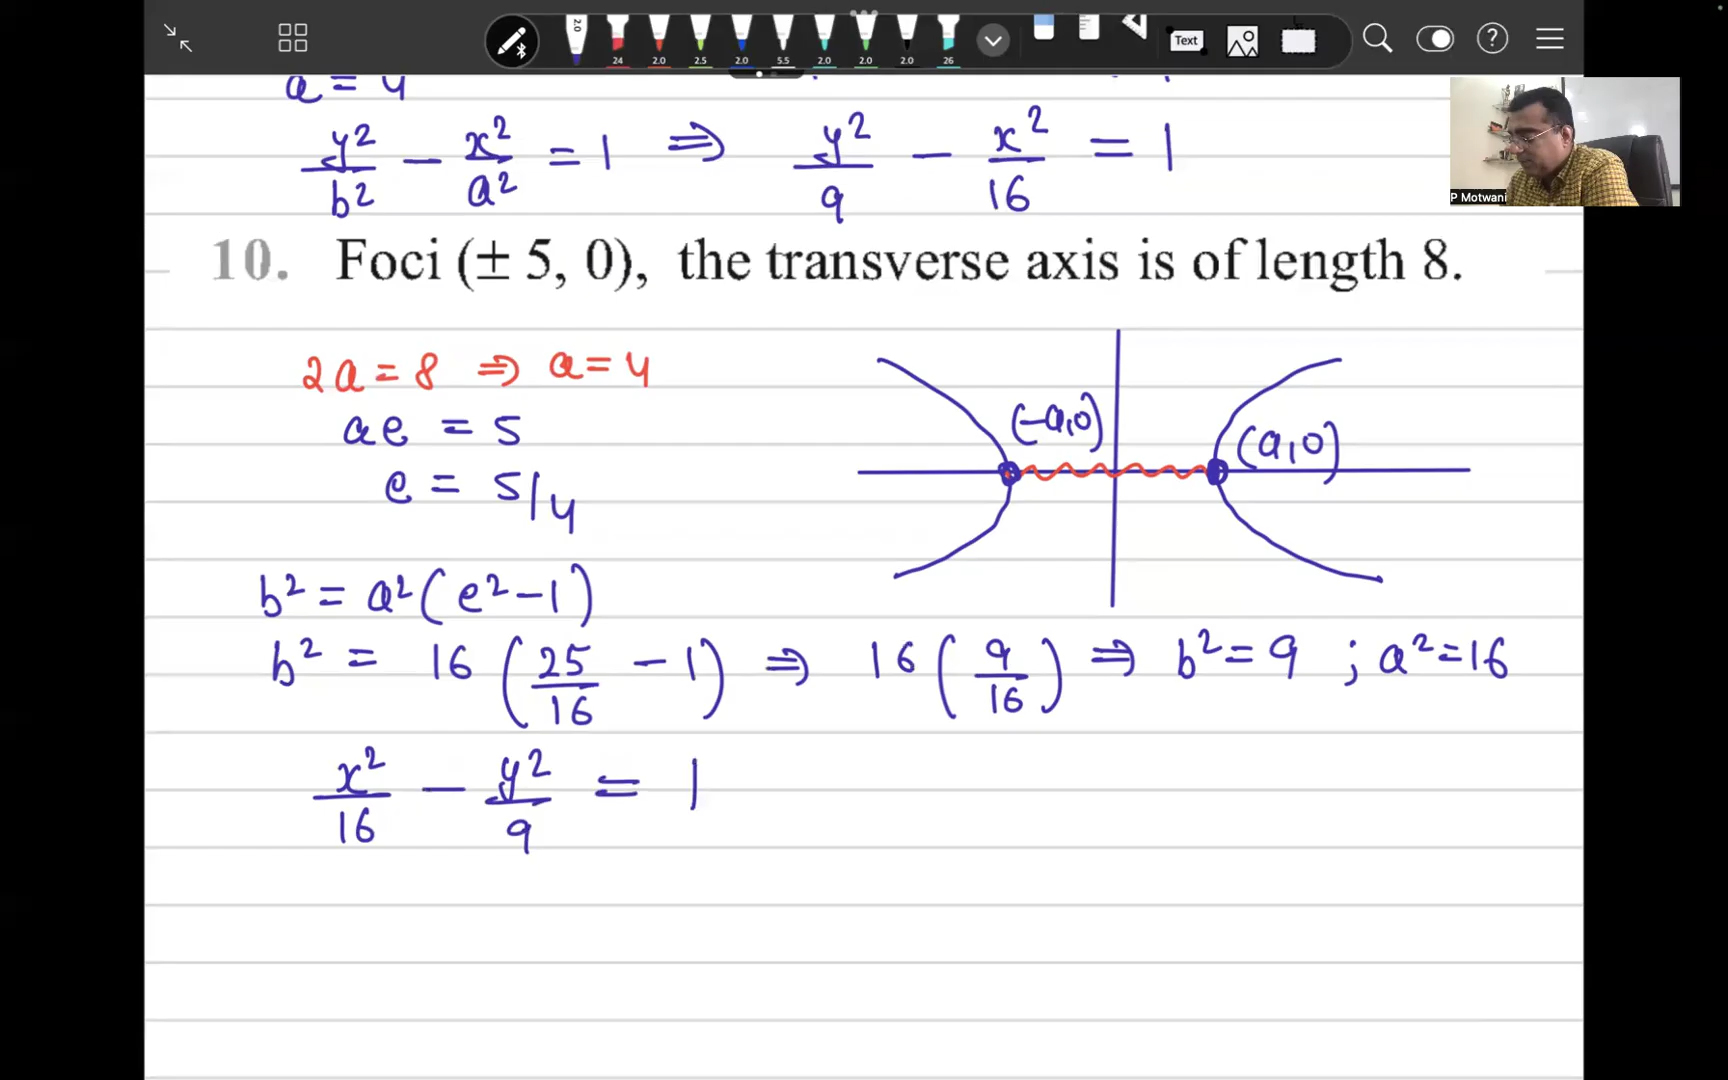 2.0 24 2.0 2.5 2.0 5.5 2.0 2.0 2.0 26 Text ?
a = 4
y²/b² − x²/a² = 1 ⇒ y²/9 − x²/16 = 1
P Motwani
10. Foci (± 5, 0), the transverse axis is of length 8.
2a = 8 ⇒ a = 4
ae = 5
e = 5/4
(-a,0) (a,0)
b² = a²(e²−1)
b² = 16(25/16 − 1) ⇒ 16(9/16) ⇒ b² = 9 ; a² = 16
x²/16 − y²/9 = 1